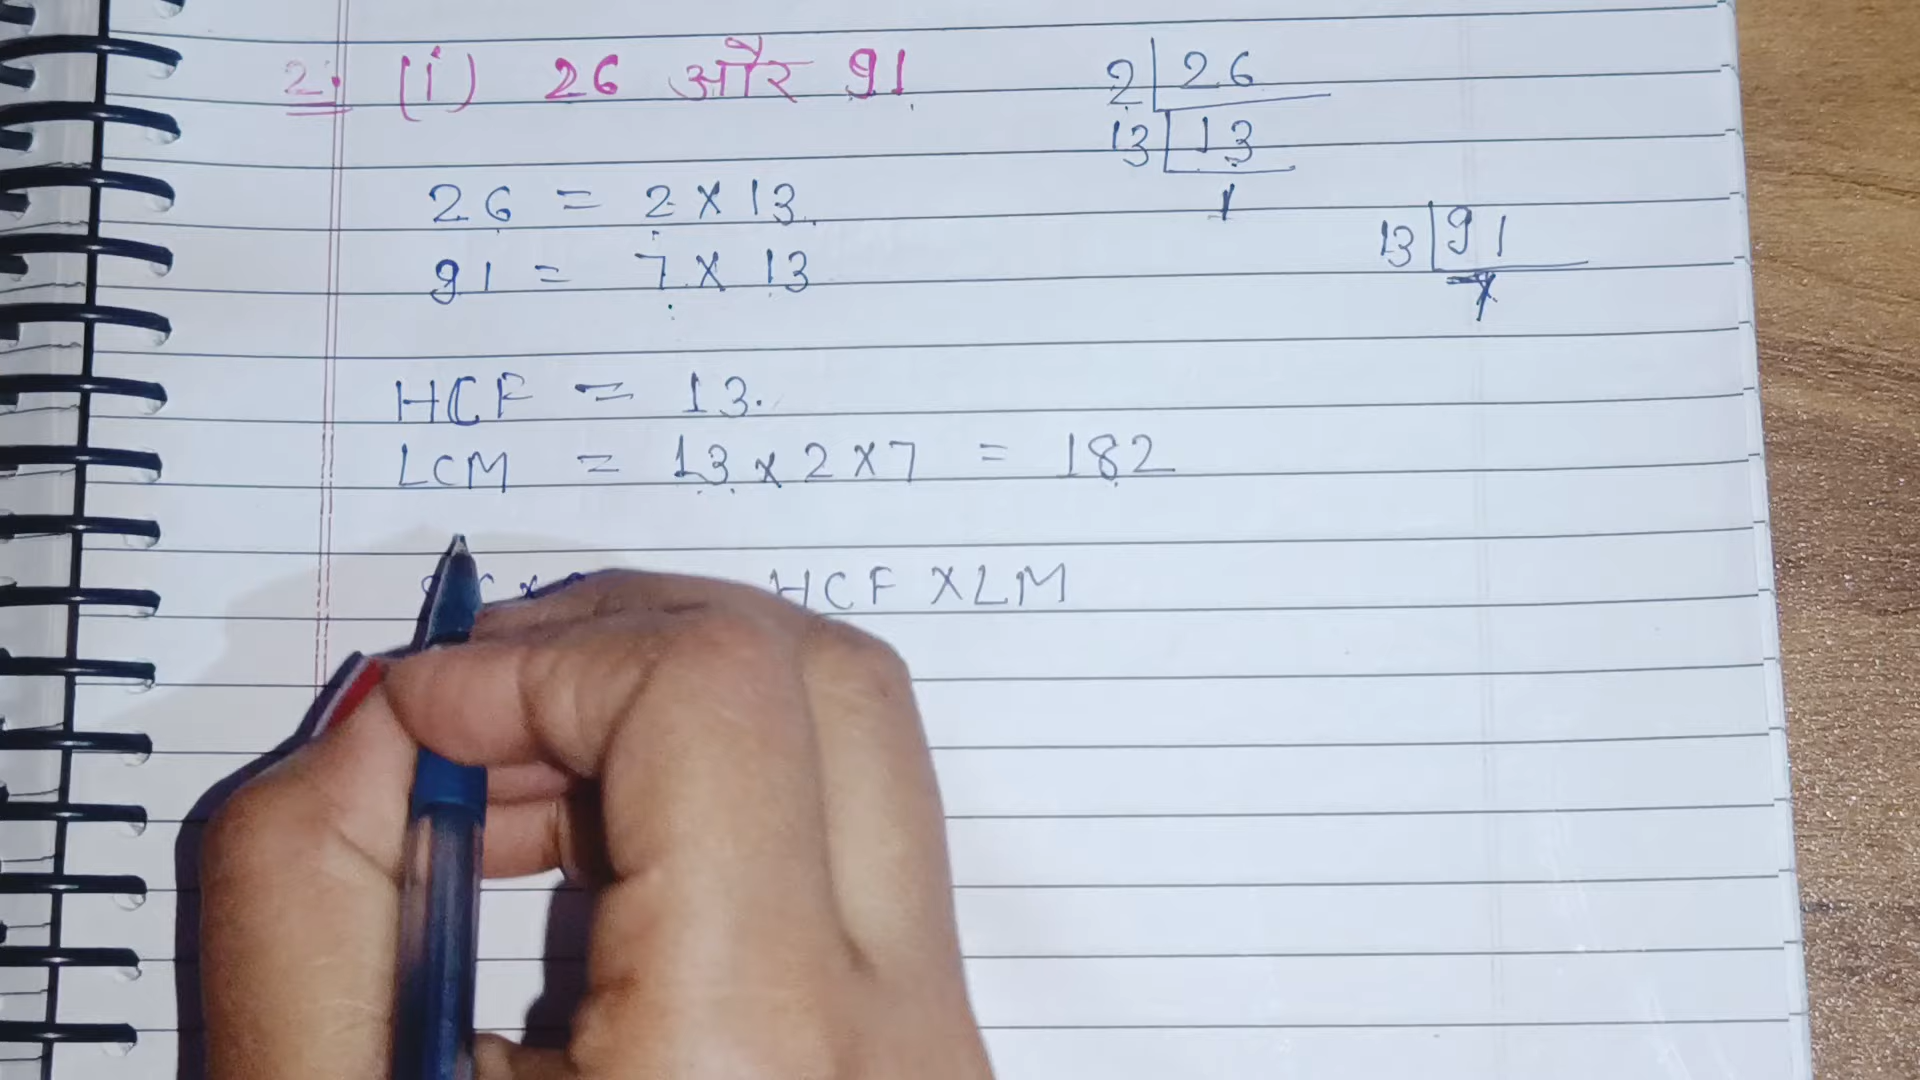 2. (i) 26 और 91
2 26
13 13
1
26 = 2 × 13
91 = 7 × 13
13 91
7
HCF = 13.
LCM = 13 × 2 × 7 = 182
HCF × LM